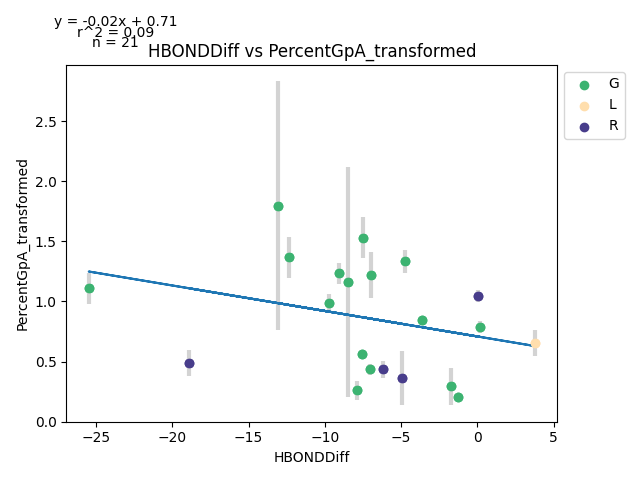 y = -0.02x + 0.71
r^2 = 0.09
n = 21
HBONDDiff vs PercentGpA_transformed
G
L
R
PercentGpA_transformed
2.5
2.0
1.5
1.0
0.5
0.0
−25 −20 −15 −10 −5 0 5
HBONDDiff